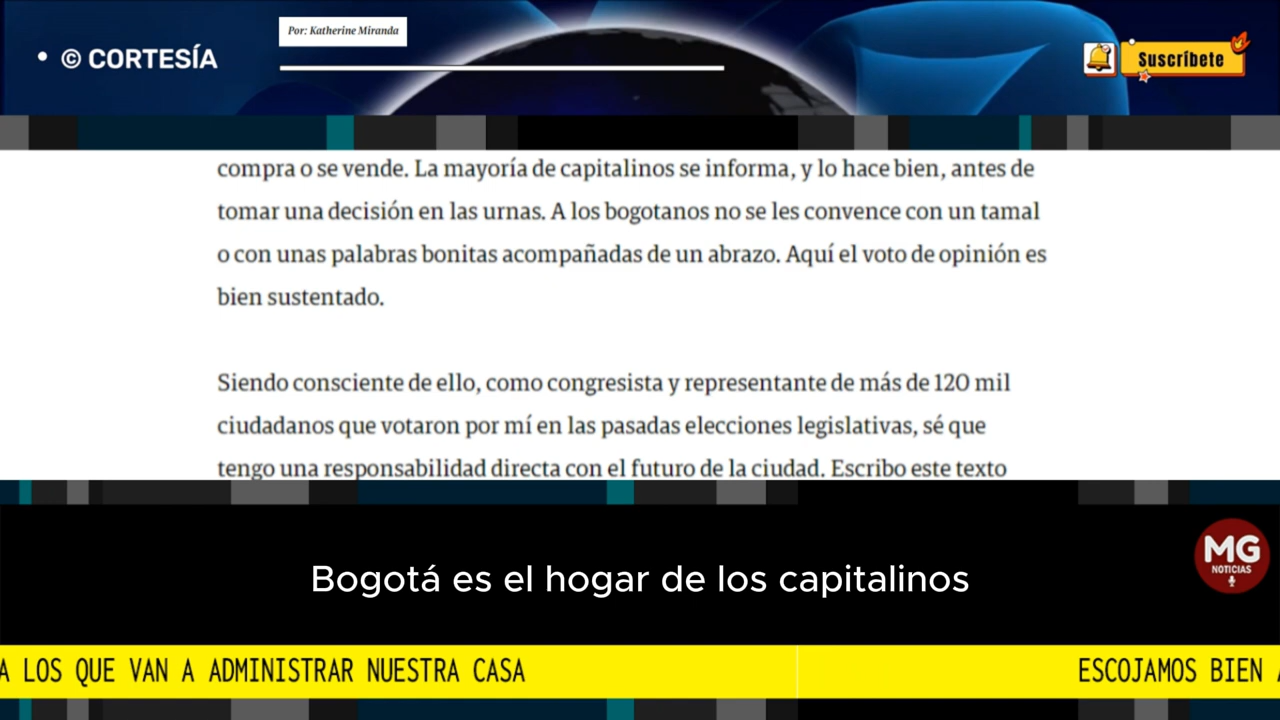 • © CORTESÍA
Por: Katherine Miranda
Suscríbete
compra o se vende. La mayoría de capitalinos se informa, y lo hace bien, antes de
tomar una decisión en las urnas. A los bogotanos no se les convence con un tamal
o con unas palabras bonitas acompañadas de un abrazo. Aquí el voto de opinión es
bien sustentado.
Siendo consciente de ello, como congresista y representante de más de 120 mil
ciudadanos que votaron por mí en las pasadas elecciones legislativas, sé que
tengo una responsabilidad directa con el futuro de la ciudad. Escribo este texto
MG
NOTICIAS
Bogotá es el hogar de los capitalinos
A LOS QUE VAN A ADMINISTRAR NUESTRA CASA
ESCOJAMOS BIEN A